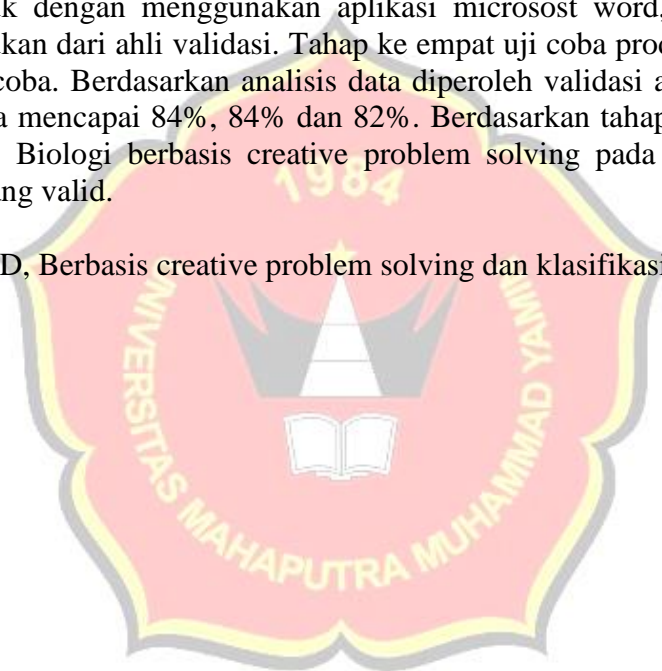 k dengan menggunakan aplikasi microsost word,
kan dari ahli validasi. Tahap ke empat uji coba prod
coba. Berdasarkan analisis data diperoleh validasi a
a mencapai 84%, 84% dan 82%. Berdasarkan tahap
Biologi berbasis creative problem solving pada
ng valid.
D, Berbasis creative problem solving dan klasifikasi
1984
UNIVERSITAS MAHAPUTRA MUHAMMAD YAMIN